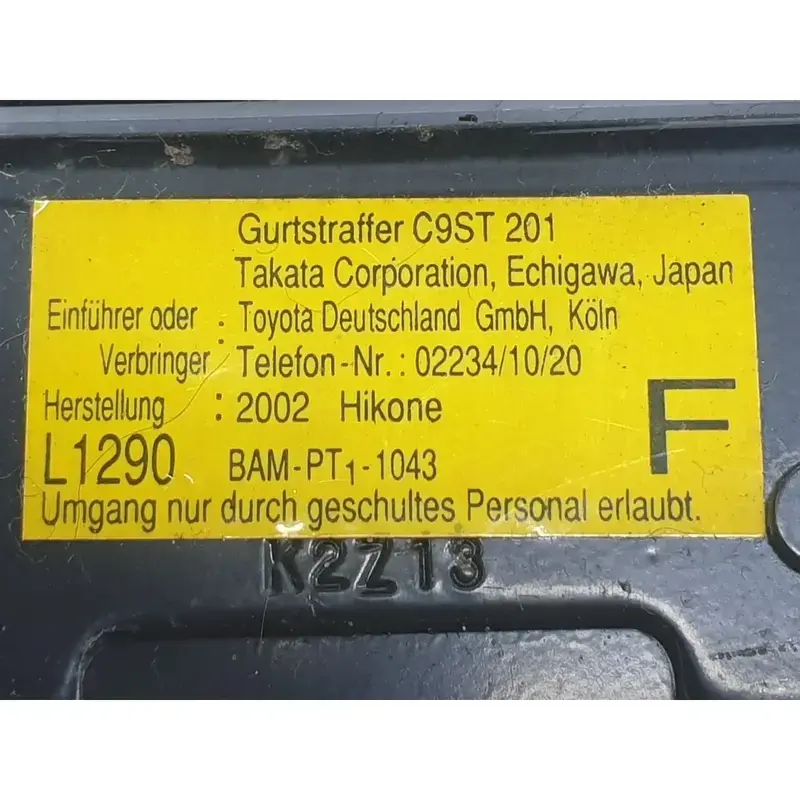 Gurtstraffer C9ST 201
Takata Corporation, Echigawa, Japan
Einführer oder : Toyota Deutschland GmbH, Köln
Verbringer Telefon-Nr.: 02234/10/20
Herstellung : 2002 Hikone
L1290 BAM-PT1-1043
F
Umgang nur durch geschultes Personal erlaubt.
K2Z13